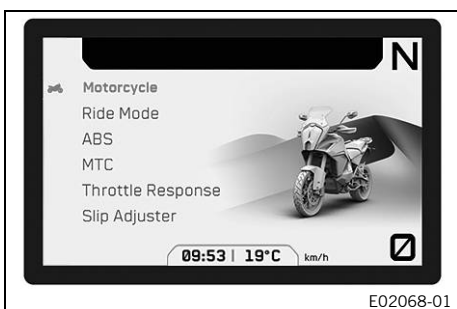 N
Motorcycle
Ride Mode
ABS
MTC
Throttle Response
Slip Adjuster
09:53 | 19°C km/h
0
E02068-01